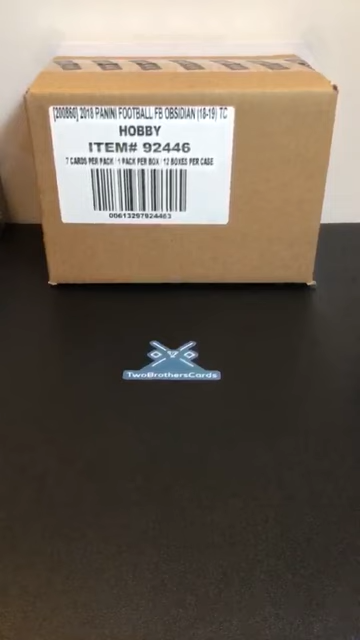 [200860] 2018 PANINI FOOTBALL FB OBSIDIAN (18-19) TC
HOBBY
ITEM# 92446
7 CARDS PER PACK / 1 PACK PER BOX / 12 BOXES PER CASE
00613297924463
TwoBrothersCards